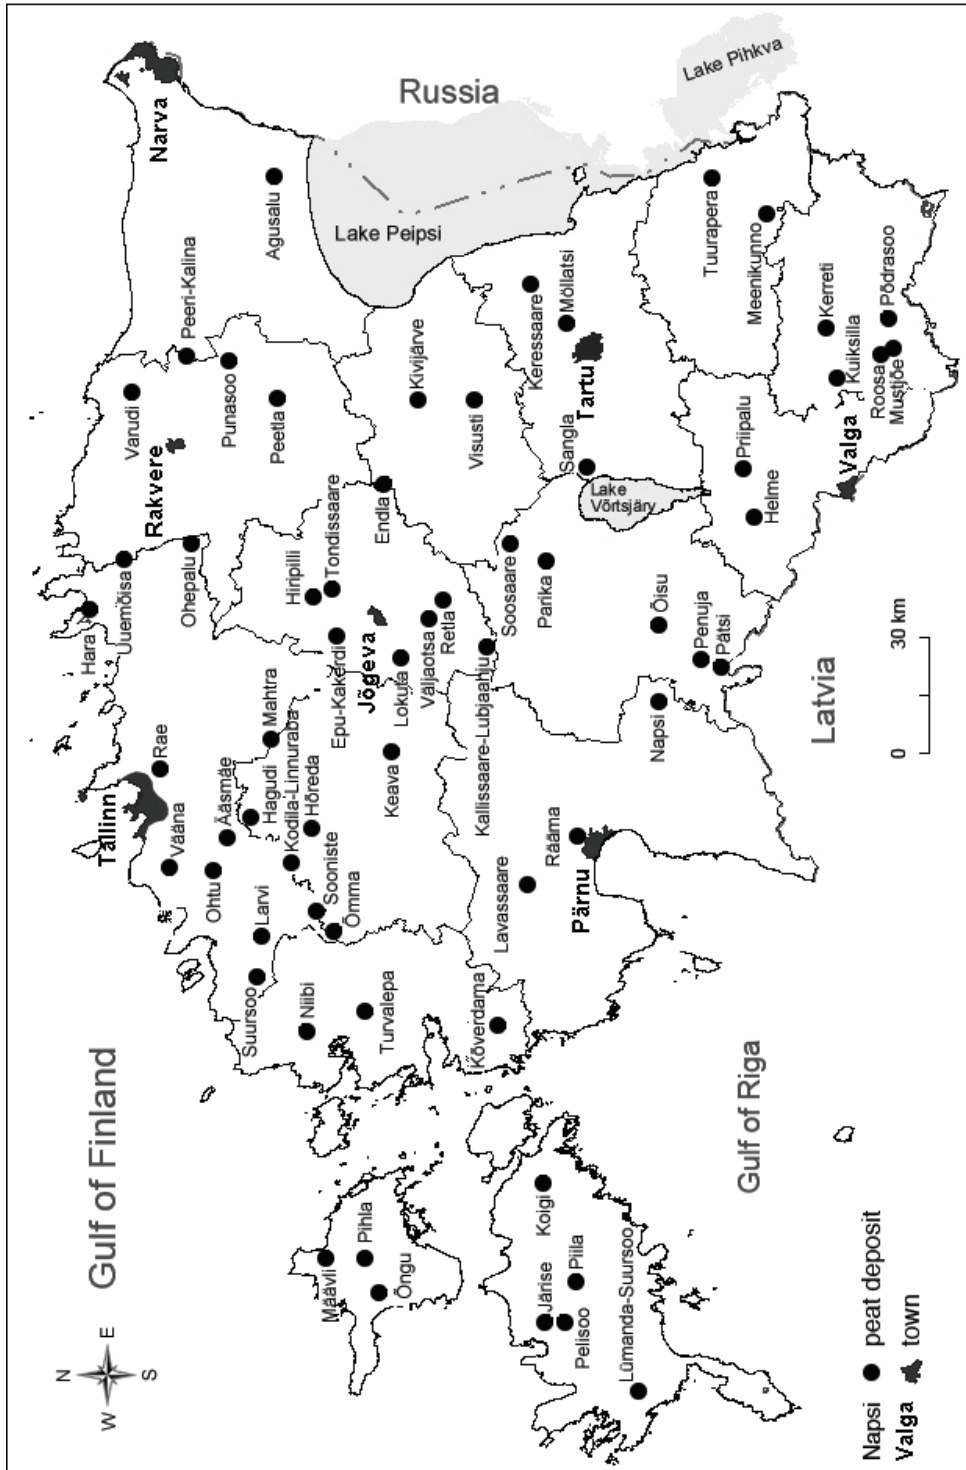 N
W
E
S
Gulf of Finland
Russia
Lake Pihkva
Lake Peipsi
Narva
Agusalu
Peeri-Kalina
Varudi
Punasoo
Rakvere
Peetla
Uuemõisa
Hara
Ohepalu
Tallinn
Rae
Vääna
Ääsmäe
Ohtu
Hagudi
Mahtra
Kodila-Linnuraba
Hõreda
Larvi
Sooniste
Õmma
Suursoo
Niibi
Turvalepa
Hiripilli
Tondissaare
Epu-Kakerdi
Endla
Jõgeva
Lokuta
Väljaotsa
Retla
Keava
Kallissaare-Lubjaahju
Kivijärve
Visusti
Keressaare
Möllatsi
Tartu
Sangla
Lake
Võrtsjärv
Soosaare
Parika
Õisu
Penuja
Pätsi
Napsi
Rääma
Lavassaare
Pärnu
Kõverdama
Tuurapera
Meenikunno
Kerreti
Kuiksilla
Põdrasoo
Roosa
Mustjõe
Priipalu
Helme
Valga
Latvia
Määvli
Pihla
Õngu
Koigi
Järise
Piila
Pelisoo
Lümanda-Suursoo
Gulf of Riga
0
30 km
Napsi peat deposit
Valga town